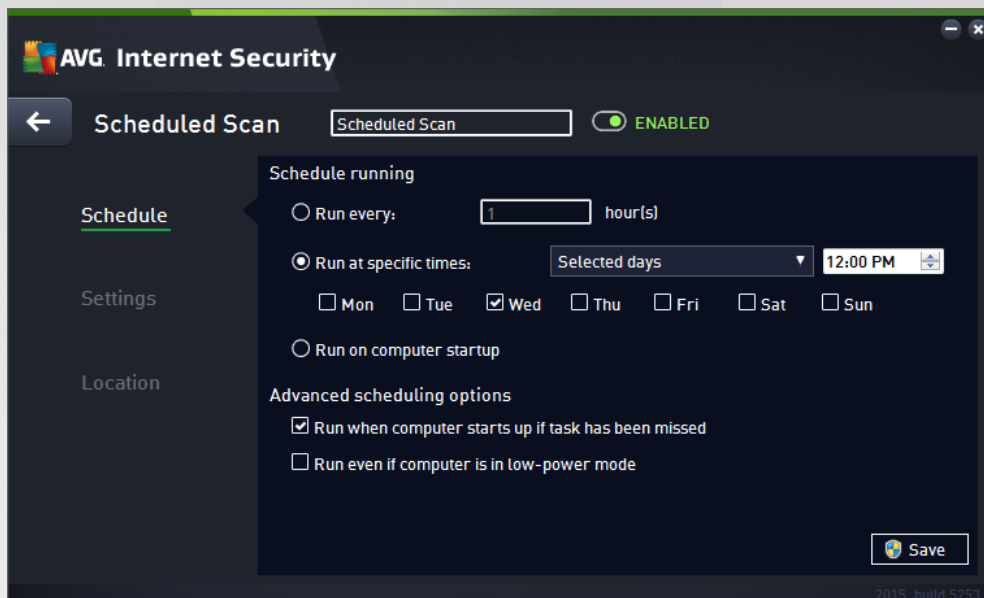 AVG. Internet Security
Scheduled Scan Scheduled Scan ENABLED
Schedule running
Schedule
Run every: 1 hour(s)
Run at specific times: Selected days 12:00 PM
Mon Tue Wed Thu Fri Sat Sun
Settings
Run on computer startup
Location
Advanced scheduling options
Run when computer starts up if task has been missed
Run even if computer is in low-power mode
Save
2015, build 5253